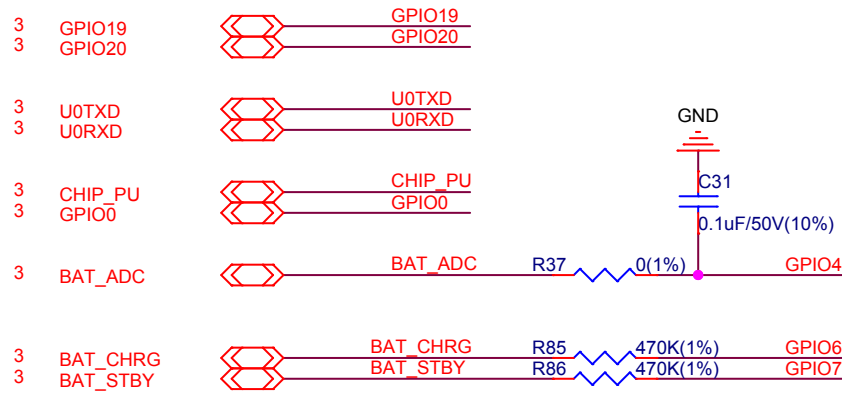 3 GPIO19 GPIO19
3 GPIO20 GPIO20
3 U0TXD U0TXD
3 U0RXD U0RXD
GND
3 CHIP_PU CHIP_PU C31
3 GPIO0 GPIO0
0.1uF/50V(10%)
3 BAT_ADC BAT_ADC R37 0(1%) GPIO4
3 BAT_CHRG BAT_CHRG R85 470K(1%) GPIO6
3 BAT_STBY BAT_STBY R86 470K(1%) GPIO7